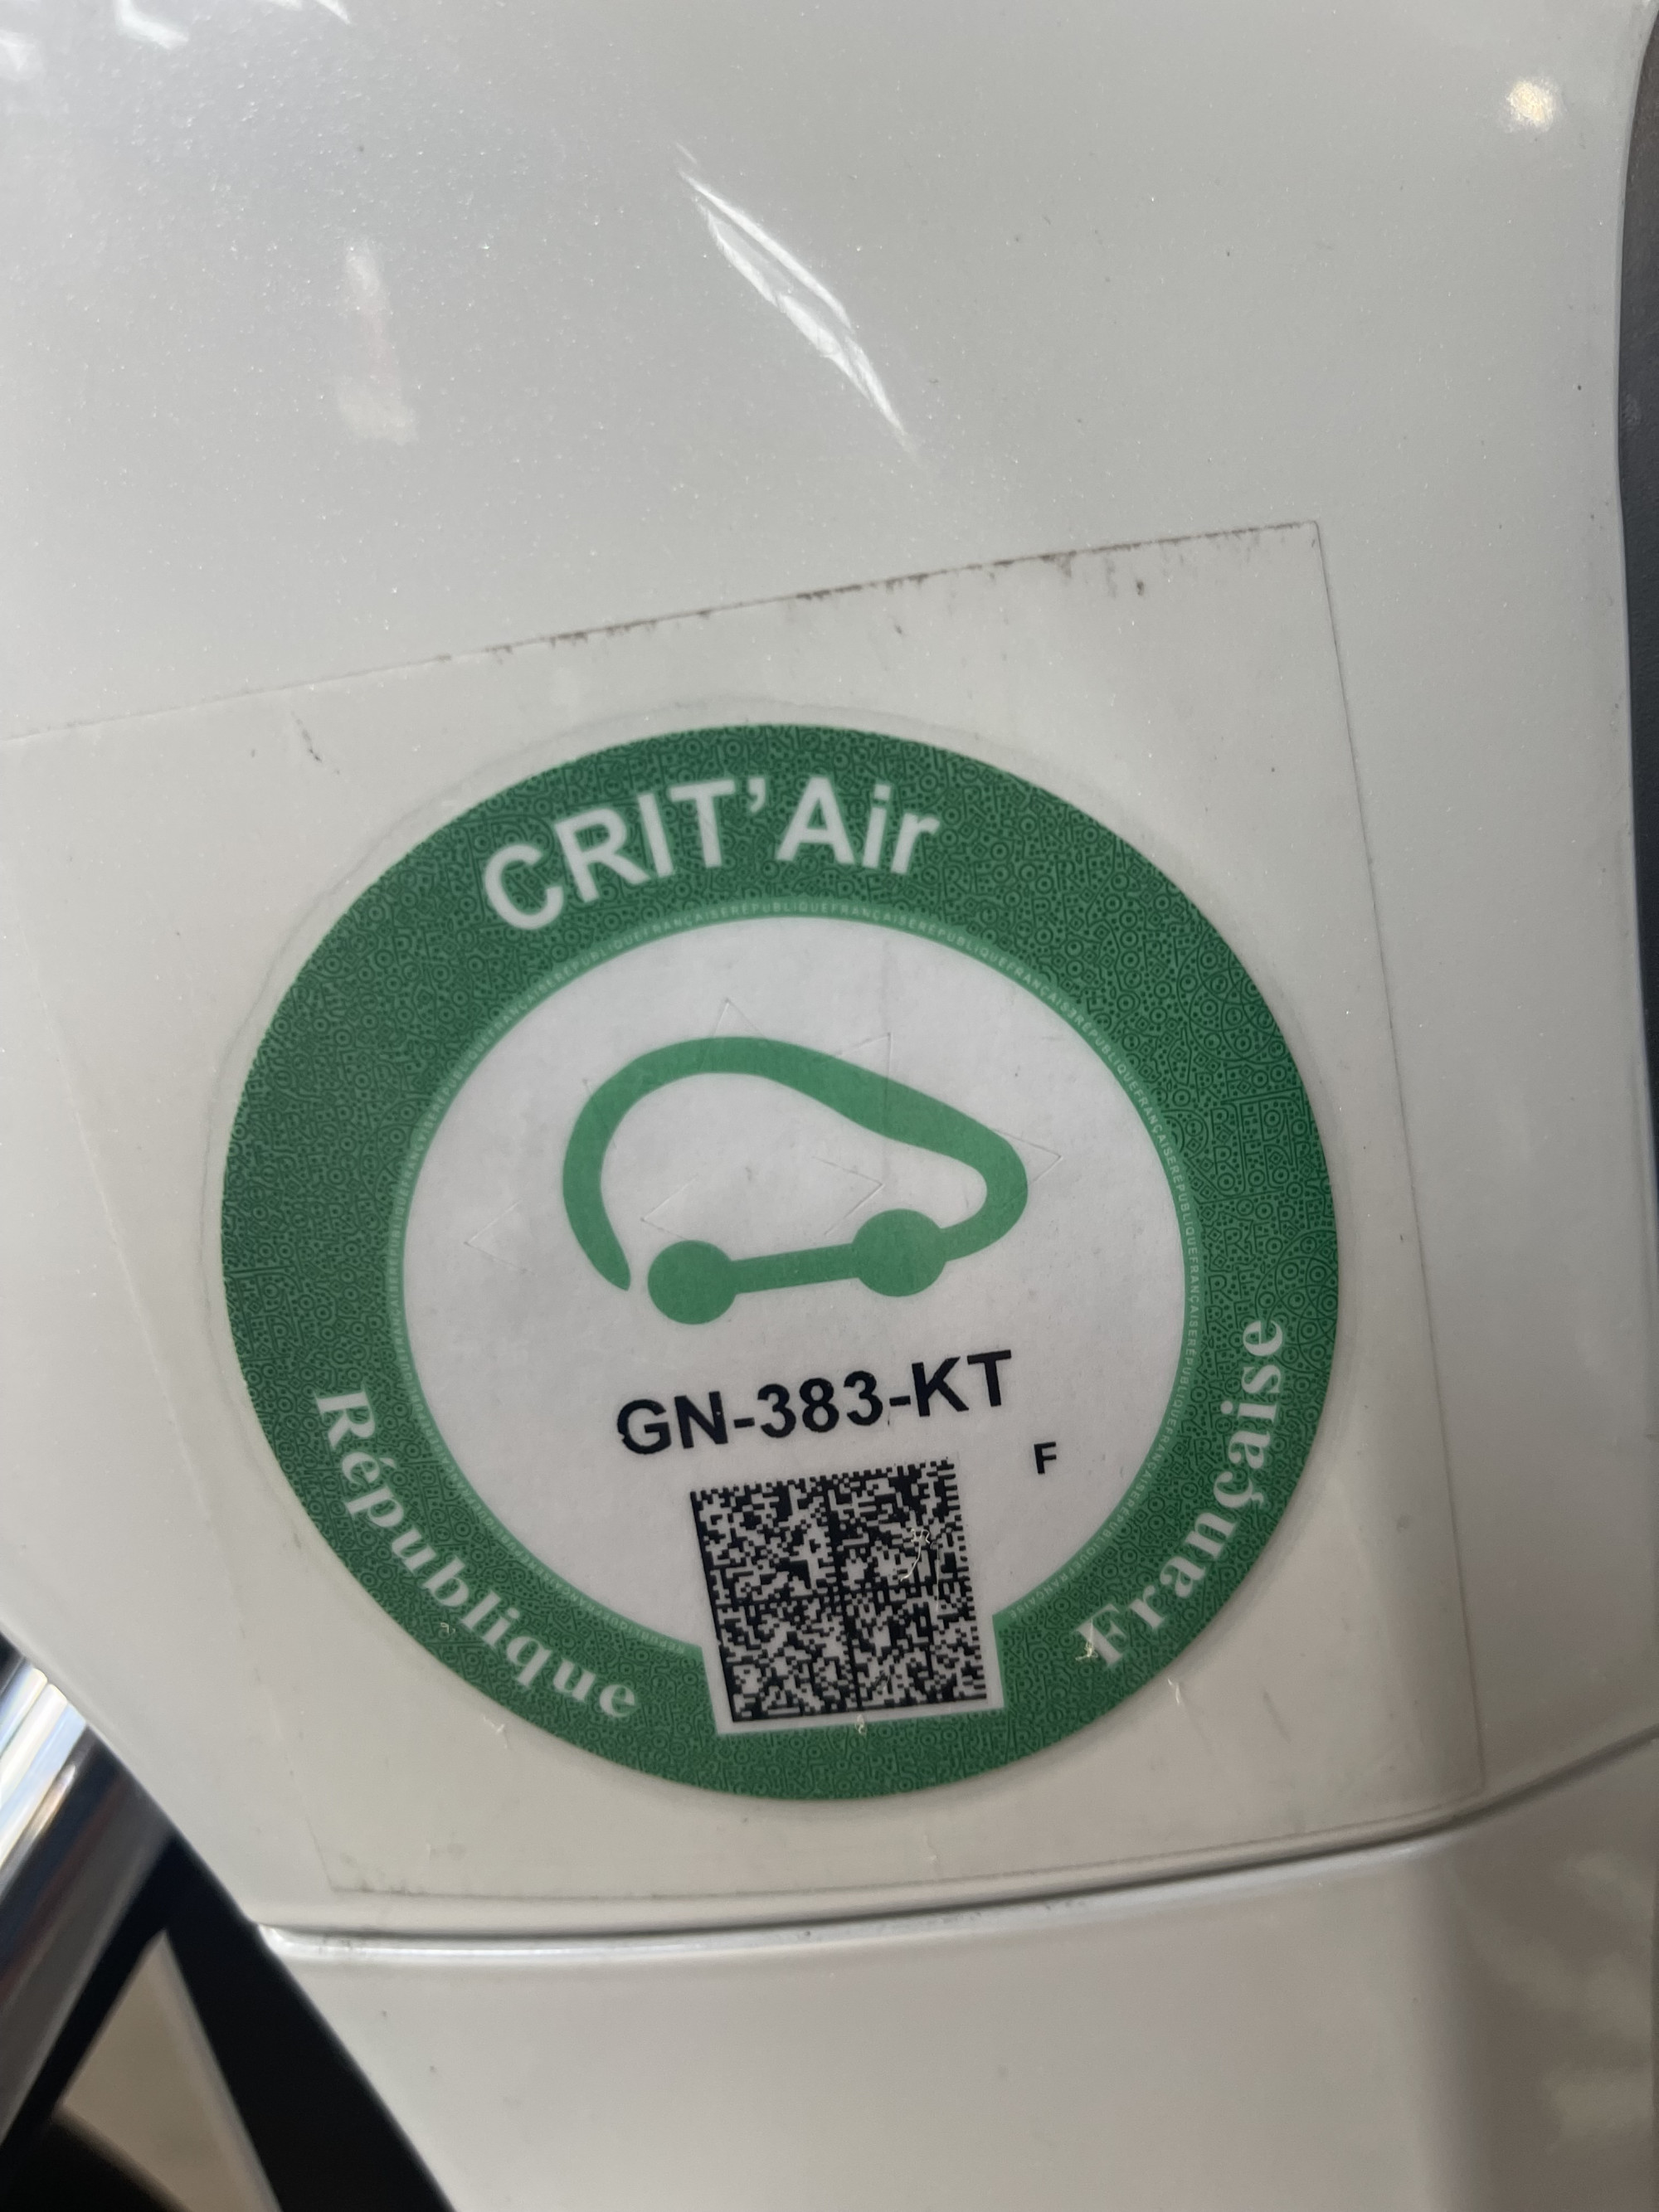 CRIT'Air
GN-383-KT
F
République Française